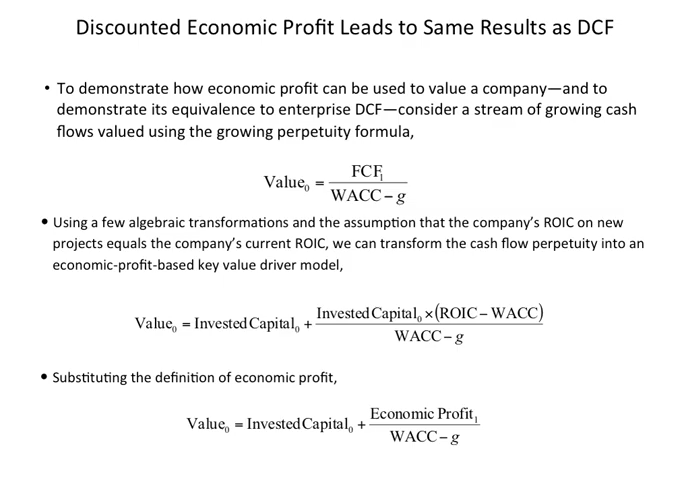 Discounted Economic Profit Leads to Same Results as DCF
• To demonstrate how economic profit can be used to value a company—and to
demonstrate its equivalence to enterprise DCF—consider a stream of growing cash
flows valued using the growing perpetuity formula,
Value₀ = FCF₁ / WACC − g
• Using a few algebraic transformations and the assumption that the company's ROIC on new
projects equals the company's current ROIC, we can transform the cash flow perpetuity into an
economic-profit-based key value driver model,
Value₀ = Invested Capital₀ + Invested Capital₀ × (ROIC − WACC) / WACC − g
• Substituting the definition of economic profit,
Value₀ = Invested Capital₀ + Economic Profit₁ / WACC − g